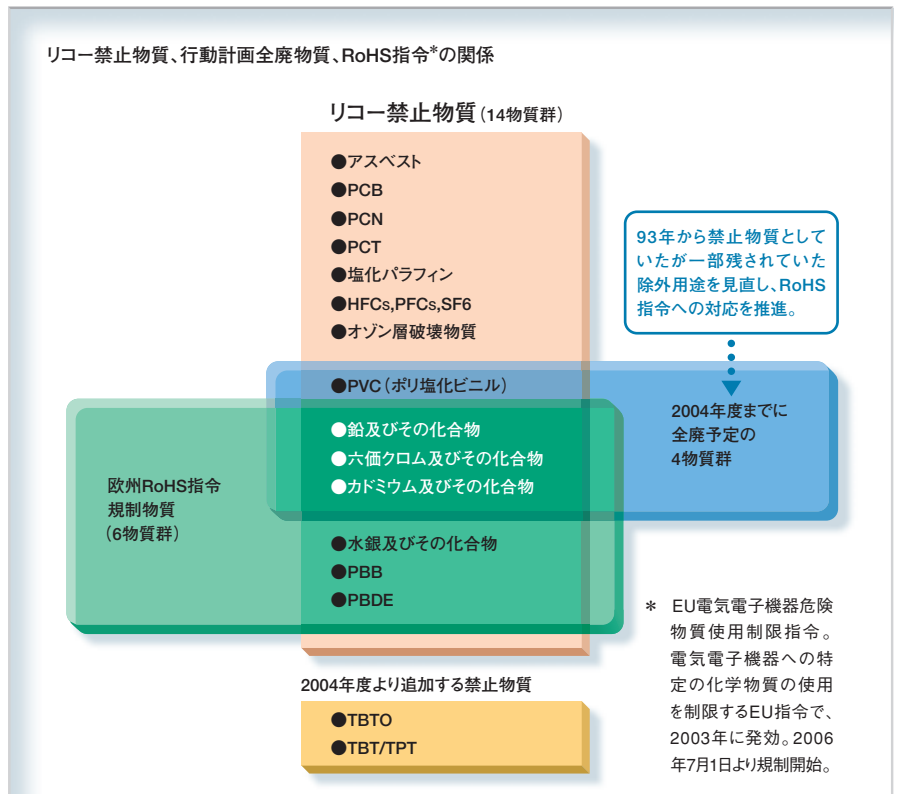 リコー禁止物質、行動計画全廃物質、RoHS指令*の関係
リコー禁止物質（14物質群）
●アスベスト
●PCB
●PCN
●PCT
●塩化パラフィン
●HFCs,PFCs,SF6
●オゾン層破壊物質
93年から禁止物質として
いたが一部残されていた
除外用途を見直し、RoHS
指令への対応を推進。
●PVC（ポリ塩化ビニル）
●鉛及びその化合物
●六価クロム及びその化合物
●カドミウム及びその化合物
2004年度までに
全廃予定の
4物質群
欧州RoHS指令
規制物質
（6物質群）
●水銀及びその化合物
●PBB
●PBDE
2004年度より追加する禁止物質
●TBTO
●TBT/TPT
* EU電気電子機器危険
物質使用制限指令。
電気電子機器への特
定の化学物質の使用
を制限するEU指令で、
2003年に発効。2006
年7月1日より規制開始。